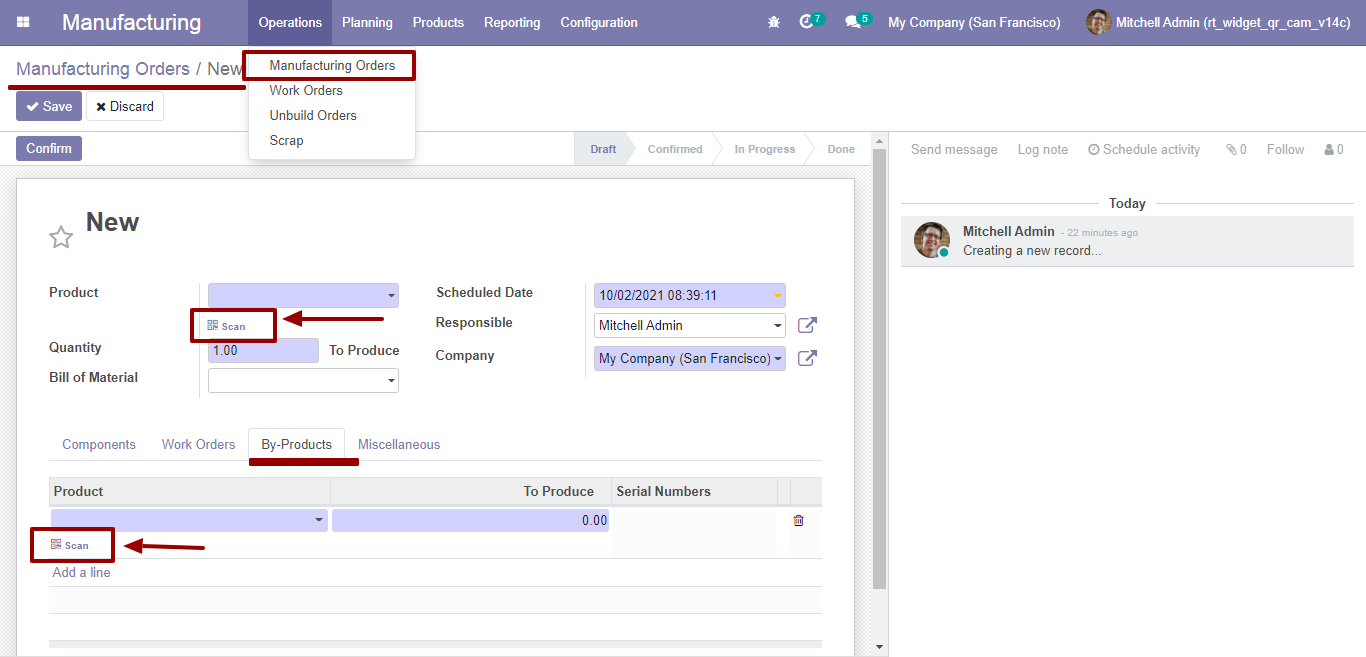 Manufacturing Operations Planning Products Reporting Configuration 7 5 My Company (San Francisco) Mitchell Admin (rt_widget_qr_cam_v14c)
Manufacturing Orders / New
Manufacturing Orders
Work Orders
Unbuild Orders
Scrap
Save Discard
Confirm Draft Confirmed In Progress Done
Send message Log note Schedule activity 0 Follow 0
Today
Mitchell Admin - 22 minutes ago
Creating a new record...
New
Product
Scan
Quantity 1.00 To Produce
Bill of Material
Scheduled Date 10/02/2021 08:39:11
Responsible Mitchell Admin
Company My Company (San Francisco)
Components Work Orders By-Products Miscellaneous
Product To Produce Serial Numbers
0.00
Scan
Add a line